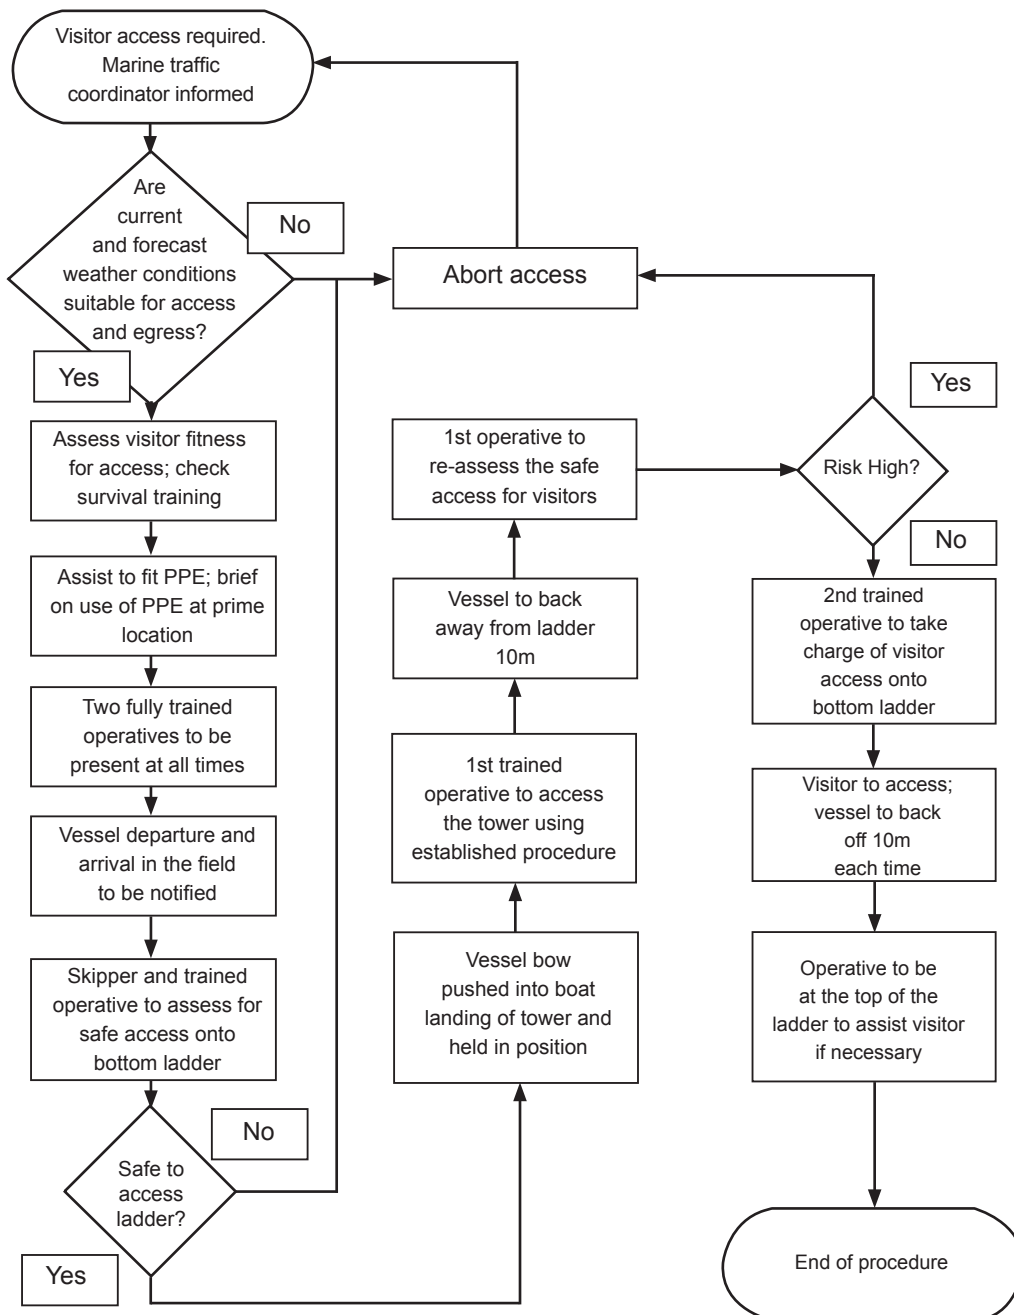 Visitor access required.
Marine traffic
coordinator informed
Are
current
and forecast
weather conditions
suitable for access
and egress?
No
Abort access
Yes
Assess visitor fitness
for access; check
survival training
Assist to fit PPE; brief
on use of PPE at prime
location
Two fully trained
operatives to be
present at all times
Vessel departure and
arrival in the field
to be notified
Skipper and trained
operative to assess for
safe access onto
bottom ladder
Safe to
access
ladder?
No
Yes
Vessel bow
pushed into boat
landing of tower and
held in position
1st trained
operative to access
the tower using
established procedure
Vessel to back
away from ladder
10m
1st operative to
re-assess the safe
access for visitors
Risk High?
Yes
No
2nd trained
operative to take
charge of visitor
access onto
bottom ladder
Visitor to access;
vessel to back
off 10m
each time
Operative to be
at the top of the
ladder to assist visitor
if necessary
End of procedure